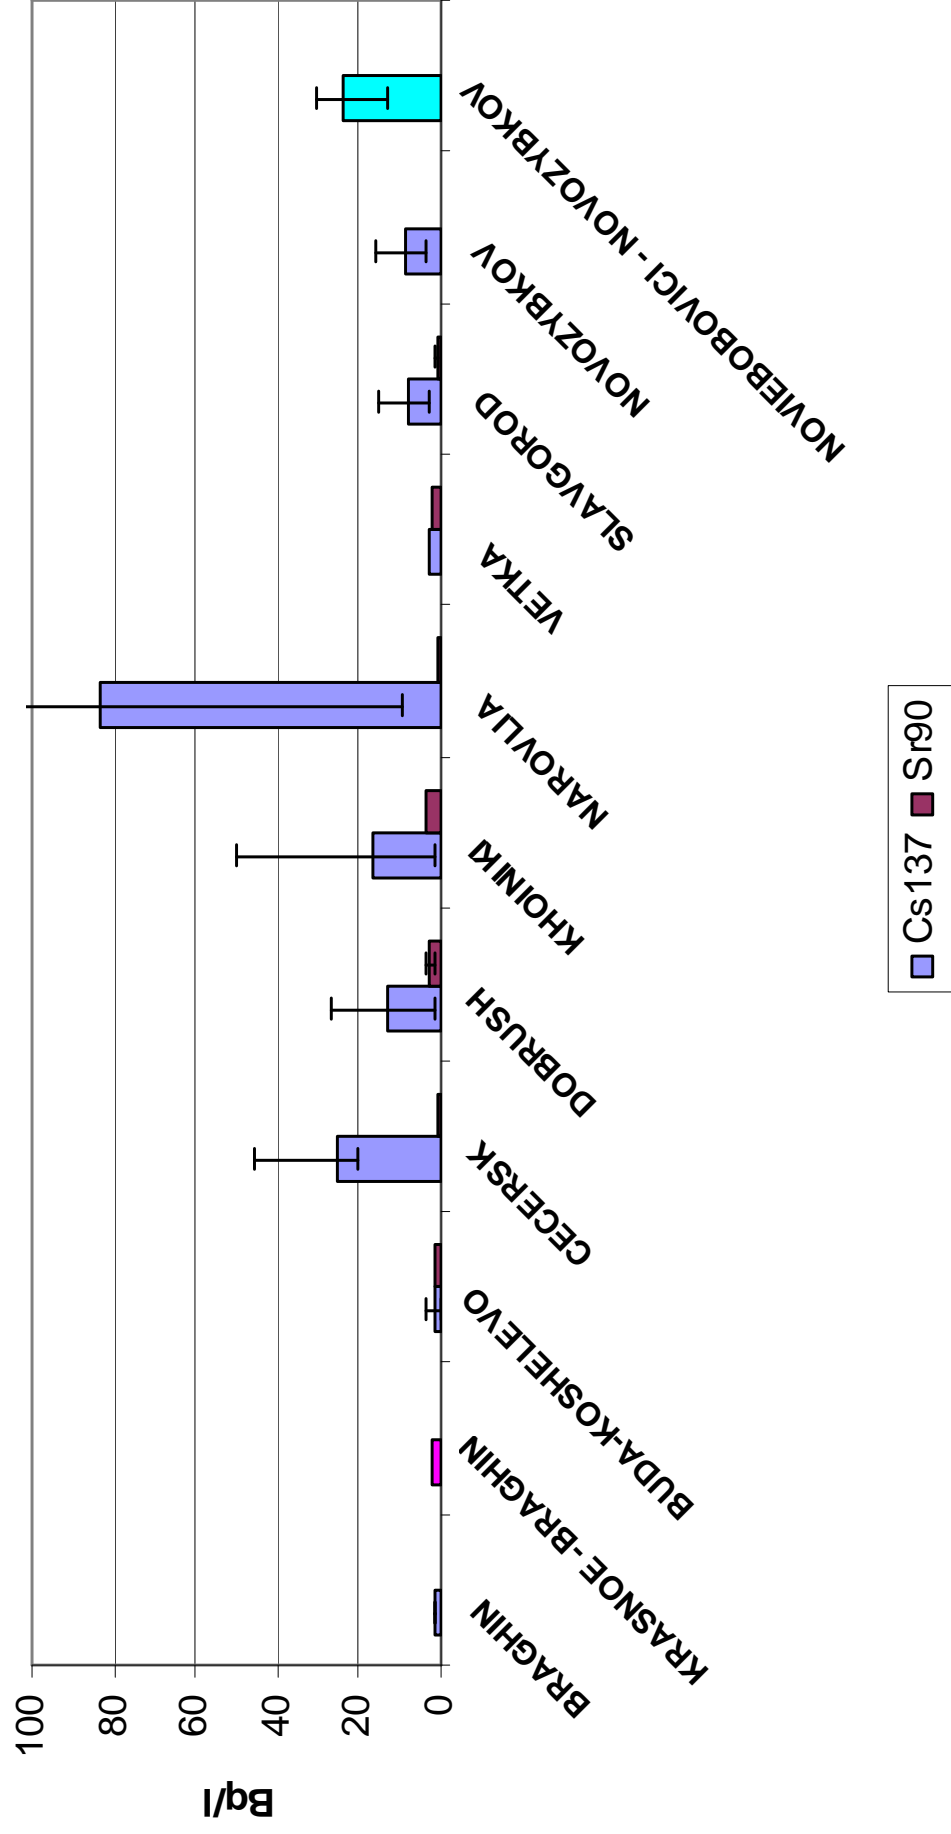 Bq/l
100
80
60
40
20
0
BRAGHIN
KRASNOE - BRAGHIN
BUDA-KOSHELEVO
CECERSK
DOBRUSH
KHOINIKI
NAROVLIA
VETKA
SLAVGOROD
NOVOZYBKOV
NOVIEBOBOVICI - NOVOZYBKOV
Cs137 Sr90